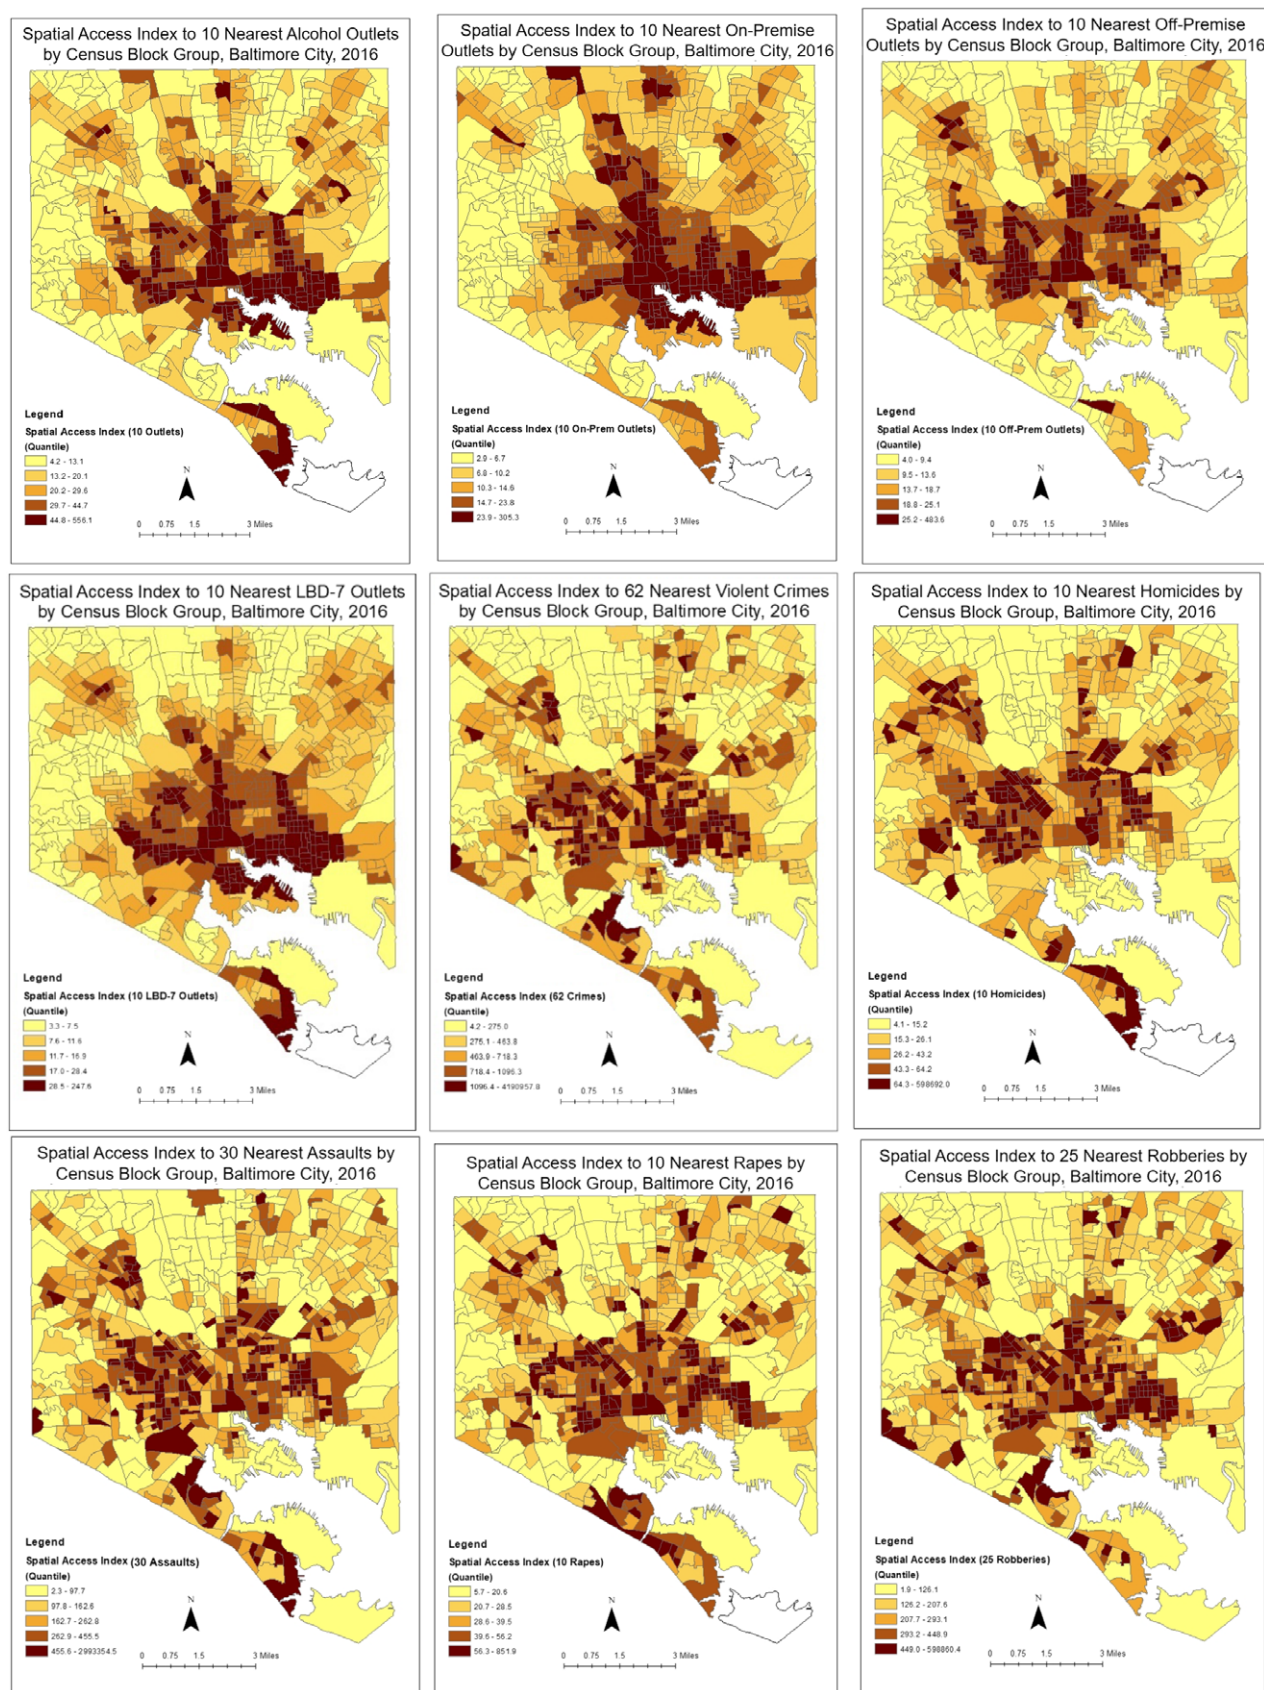 Spatial Access Index to 10 Nearest Alcohol Outlets
by Census Block Group, Baltimore City, 2016
Legend
Spatial Access Index (10 Outlets)
(Quantile)
4.2 - 13.1
13.2 - 20.1
20.2 - 29.6
29.7 - 44.7
44.8 - 556.1
N
0 0.75 1.5 3 Miles
Spatial Access Index to 10 Nearest On-Premise
Outlets by Census Block Group, Baltimore City, 2016
Legend
Spatial Access Index (10 On-Prem Outlets)
(Quantile)
2.9 - 6.7
6.8 - 10.2
10.3 - 14.6
14.7 - 23.8
23.9 - 305.3
N
0 0.75 1.5 3 Miles
Spatial Access Index to 10 Nearest Off-Premise
Outlets by Census Block Group, Baltimore City, 2016
Legend
Spatial Access Index (10 Off-Prem Outlets)
(Quantile)
4.0 - 9.4
9.5 - 13.6
13.7 - 18.7
18.8 - 25.1
25.2 - 483.6
N
0 0.75 1.5 3 Miles
Spatial Access Index to 10 Nearest LBD-7 Outlets
by Census Block Group, Baltimore City, 2016
Legend
Spatial Access Index (10 LBD-7 Outlets)
(Quantile)
3.3 - 7.5
7.6 - 11.6
11.7 - 16.9
17.0 - 28.4
28.5 - 247.6
N
0 0.75 1.5 3 Miles
Spatial Access Index to 62 Nearest Violent Crimes
by Census Block Group, Baltimore City, 2016
Legend
Spatial Access Index (62 Crimes)
(Quantile)
4.2 - 275.0
275.1 - 463.8
463.9 - 718.3
718.4 - 1096.3
1096.4 - 4190957.8
N
0 0.75 1.5 3 Miles
Spatial Access Index to 10 Nearest Homicides by
Census Block Group, Baltimore City, 2016
Legend
Spatial Access Index (10 Homicides)
(Quantile)
4.1 - 15.2
15.3 - 26.1
26.2 - 43.2
43.3 - 64.2
64.3 - 598692.0
N
0 0.75 1.5 3 Miles
Spatial Access Index to 30 Nearest Assaults by
Census Block Group, Baltimore City, 2016
Legend
Spatial Access Index (30 Assaults)
(Quantile)
2.3 - 97.7
97.8 - 162.6
162.7 - 262.8
262.9 - 455.5
455.6 - 2993354.5
N
0 0.75 1.5 3 Miles
Spatial Access Index to 10 Nearest Rapes by
Census Block Group, Baltimore City, 2016
Legend
Spatial Access Index (10 Rapes)
(Quantile)
5.7 - 20.6
20.7 - 28.5
28.6 - 39.5
39.6 - 56.2
56.3 - 851.9
N
0 0.75 1.5 3 Miles
Spatial Access Index to 25 Nearest Robberies by
Census Block Group, Baltimore City, 2016
Legend
Spatial Access Index (25 Robberies)
(Quantile)
1.9 - 126.1
126.2 - 207.6
207.7 - 293.1
293.2 - 448.9
449.0 - 598860.4
N
0 0.75 1.5 3 Miles